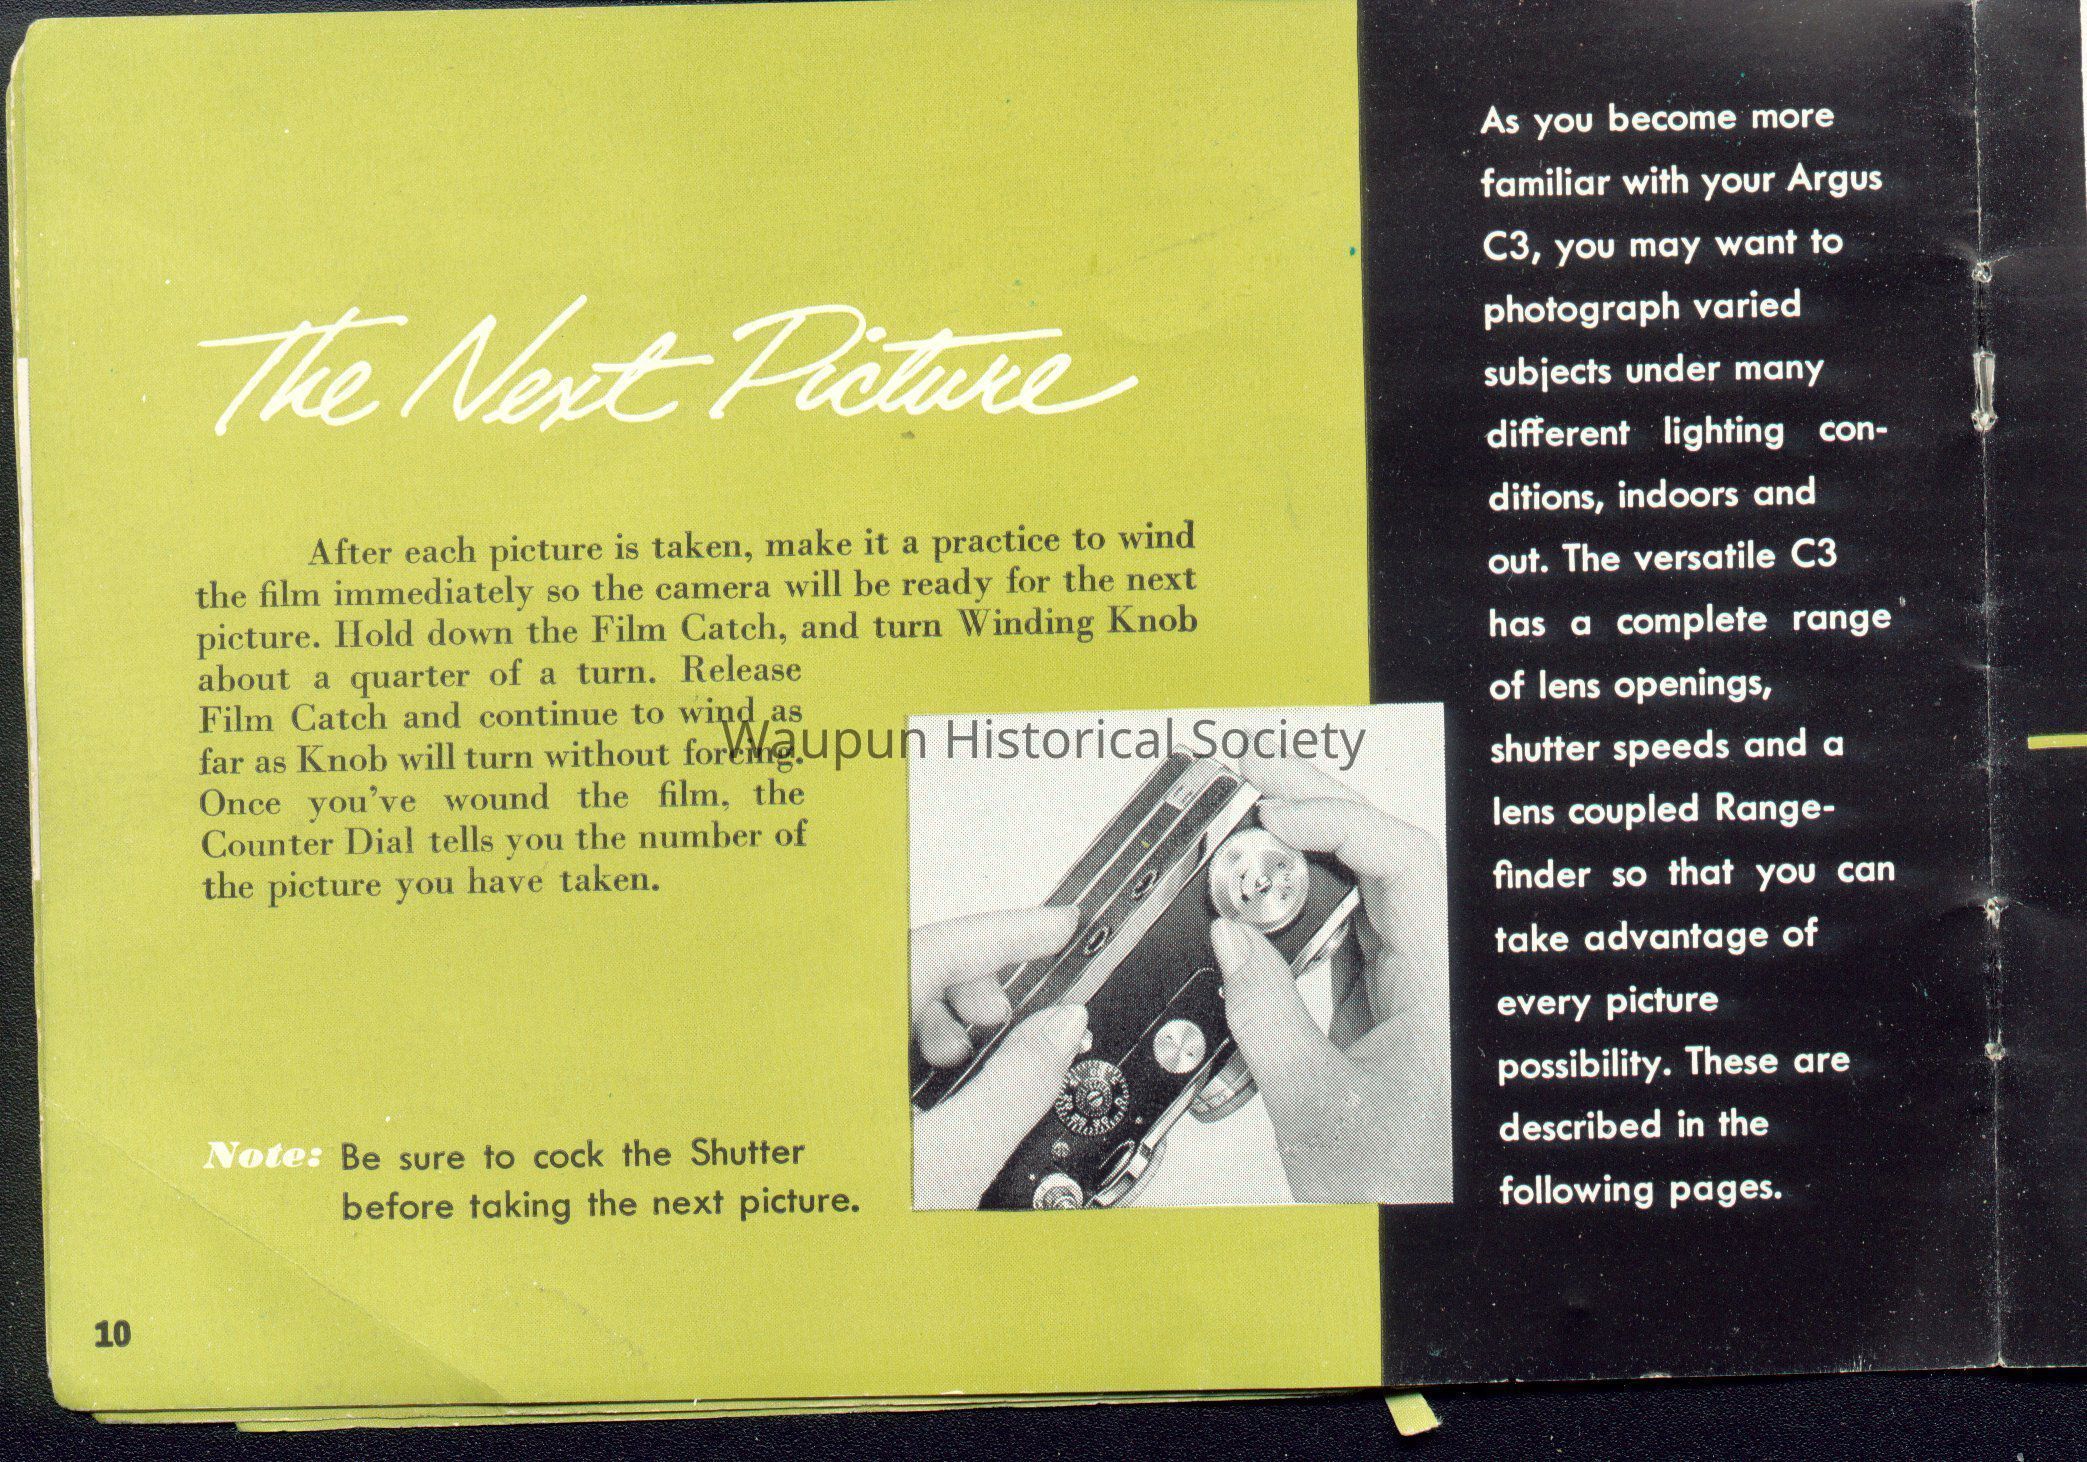 The Next Picture
After each picture is taken, make it a practice to wind
the film immediately so the camera will be ready for the next
picture. Hold down the Film Catch, and turn Winding Knob
about a quarter of a turn. Release
Film Catch and continue to wind as
far as Knob will turn without forcing.
Once you've wound the film, the
Counter Dial tells you the number of
the picture you have taken.
Note: Be sure to cock the Shutter
before taking the next picture.
10
Waupun Historical Society
As you become more
familiar with your Argus
C3, you may want to
photograph varied
subjects under many
different lighting con-
ditions, indoors and
out. The versatile C3
has a complete range
of lens openings,
shutter speeds and a
lens coupled Range-
finder so that you can
take advantage of
every picture
possibility. These are
described in the
following pages.